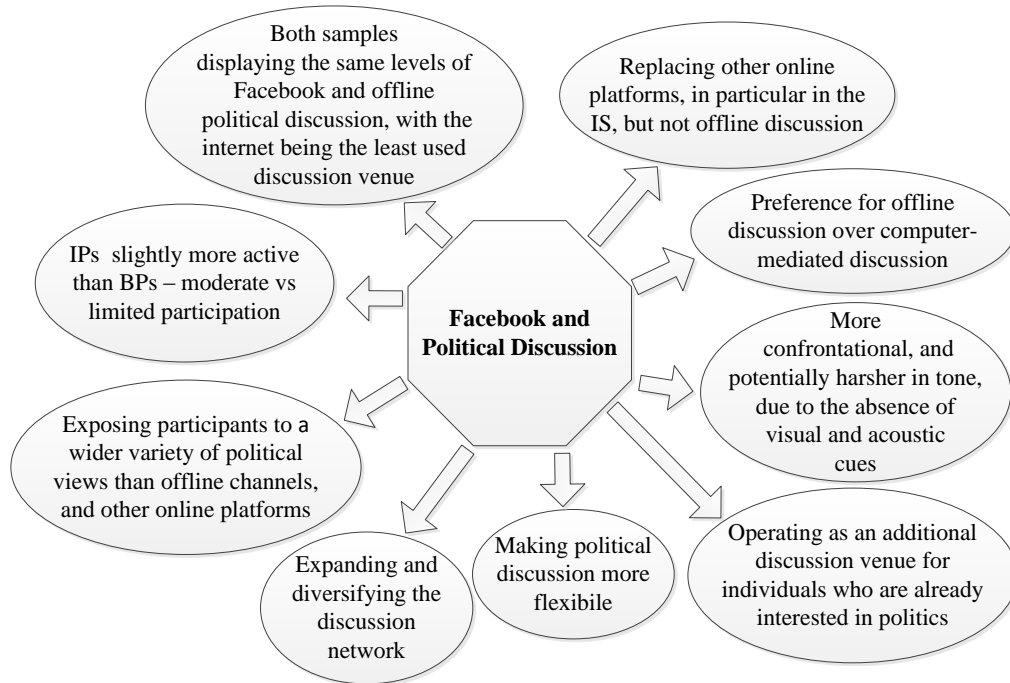 Both samples
displaying the same levels of
Facebook and offline
political discussion, with the
internet being the least used
discussion venue
Replacing other online
platforms, in particular in the
IS, but not offline discussion
Preference for offline
discussion over computer-
mediated discussion
IPs slightly more active
than BPs – moderate vs
limited participation
Facebook and
Political Discussion
More
confrontational, and
potentially harsher in tone,
due to the absence of
visual and acoustic
cues
Exposing participants to a
wider variety of political
views than offline channels,
and other online platforms
Expanding and
diversifying the
discussion
network
Making political
discussion more
flexibile
Operating as an additional
discussion venue for
individuals who are already
interested in politics